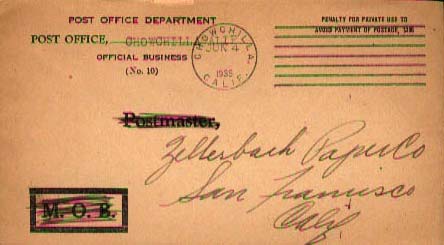 POST OFFICE DEPARTMENT
POST OFFICE, CHOWCHILLA, CALIF.
OFFICIAL BUSINESS
(No. 10)
CHOWCHILLA,
JUN 4
1935
CALIF.
PENALTY FOR PRIVATE USE TO
AVOID PAYMENT OF POSTAGE, $300
Postmaster,
Zellerbach Paper Co
San Francisco
Calif
M. O. B.